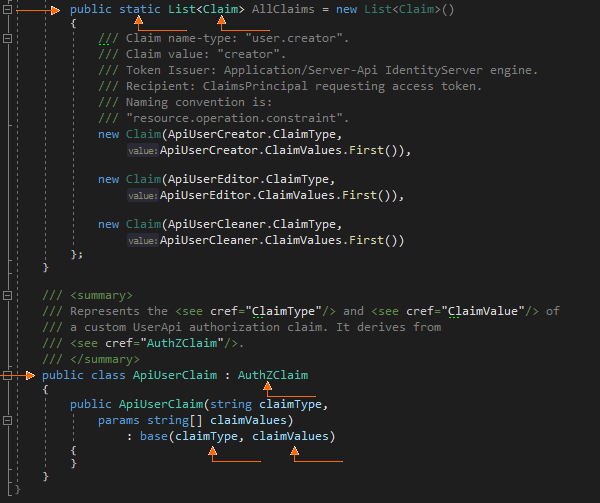 public static List<Claim> AllClaims = new List<Claim>()
{
/// Claim name-type: "user.creator".
/// Claim value: "creator".
/// Token Issuer: Application/Server-Api IdentityServer engine.
/// Recipient: ClaimsPrincipal requesting access token.
/// Naming convention is:
/// "resource.operation.constraint".
new Claim(ApiUserCreator.ClaimType,
value: ApiUserCreator.ClaimValues.First()),
new Claim(ApiUserEditor.ClaimType,
value: ApiUserEditor.ClaimValues.First()),
new Claim(ApiUserCleaner.ClaimType,
value: ApiUserCleaner.ClaimValues.First())
};
}
/// <summary>
/// Represents the <see cref="ClaimType"/> and <see cref="ClaimValue"/> of
/// a custom UserApi authorization claim. It derives from
/// <see cref="AuthZClaim"/>.
/// </summary>
public class ApiUserClaim : AuthZClaim
{
public ApiUserClaim(string claimType,
params string[] claimValues)
: base(claimType, claimValues)
{
}
}
}